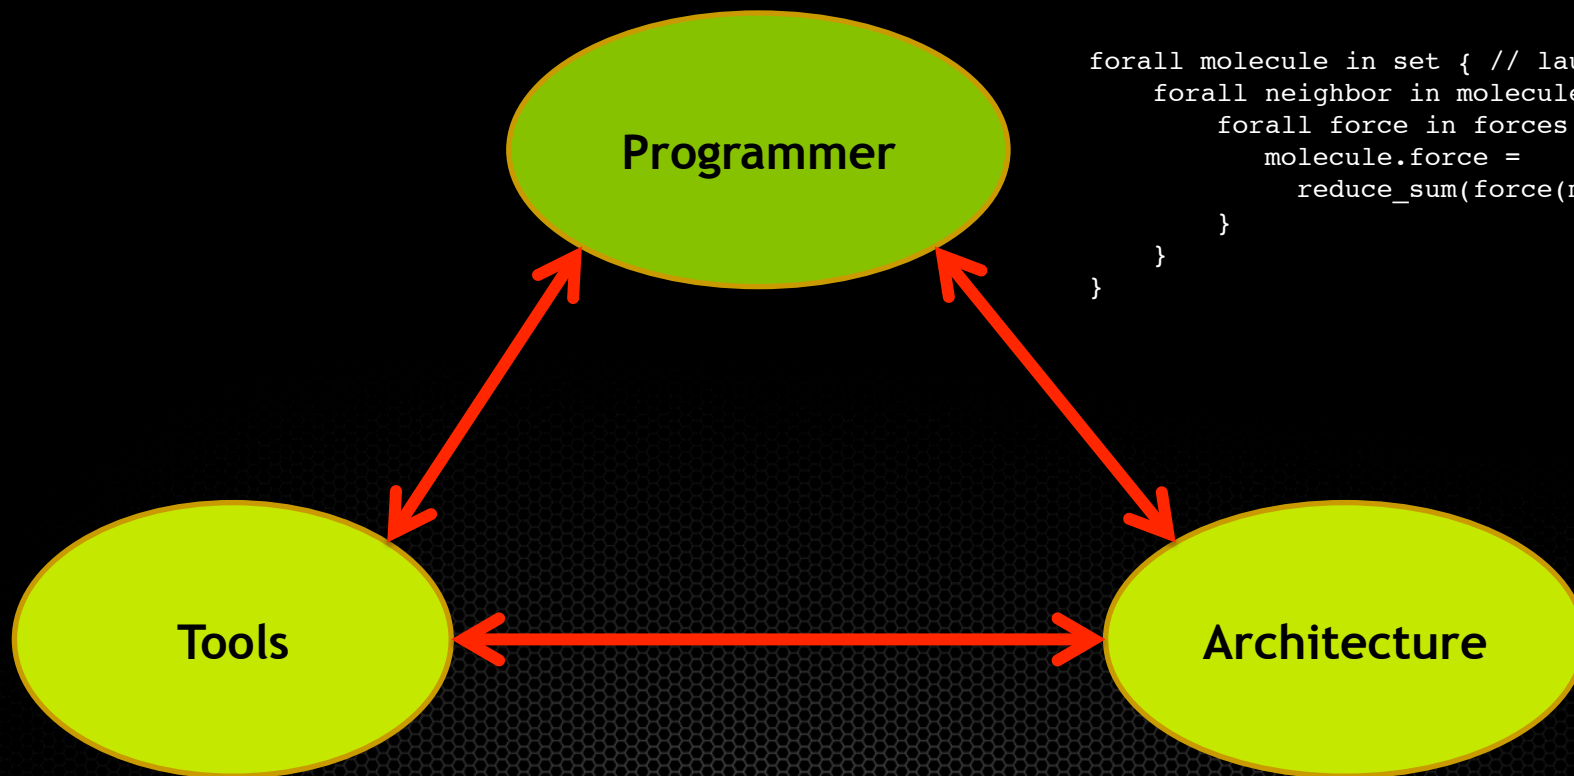 forall molecule in set { // lau
forall neighbor in molecule
forall force in forces
molecule.force =
reduce_sum(force(
}
}
}
Programmer
Tools
Architecture